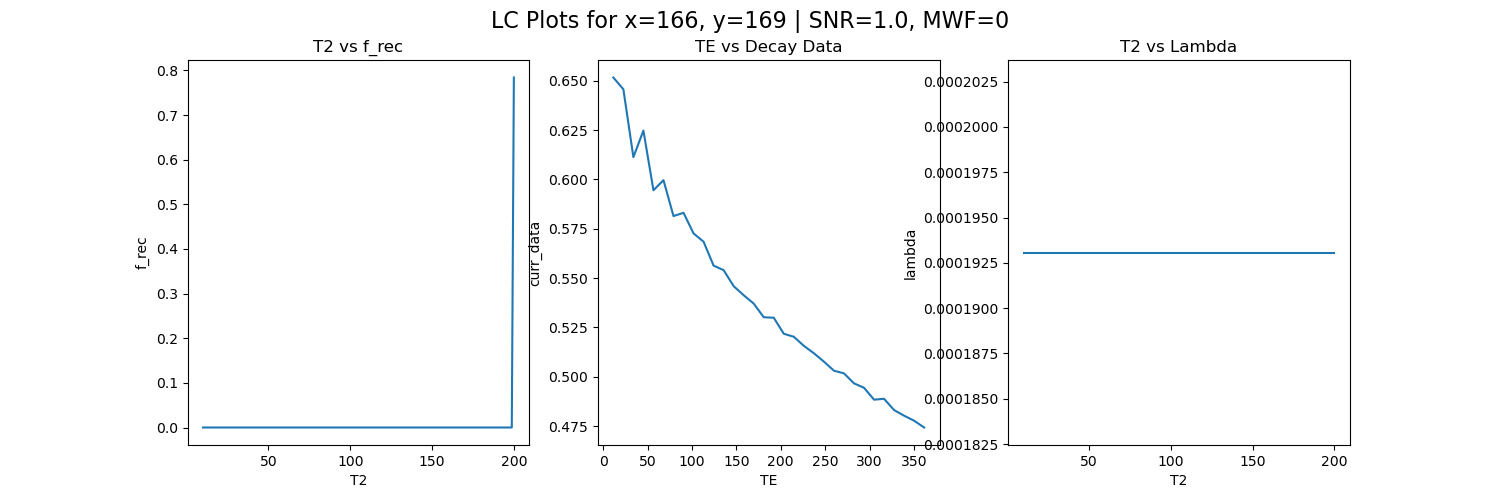 LC Plots for x=166, y=169 | SNR=1.0, MWF=0
T2 vs f_rec
0.8
0.7
0.6
0.5
0.4
0.3
0.2
0.1
0.0
f_rec
50 100 150 200
T2
TE vs Decay Data
0.650
0.625
0.600
0.575
0.550
0.525
0.500
0.475
curr_data
0 50 100 150 200 250 300 350
TE
T2 vs Lambda
0.0002025
0.0002000
0.0001975
0.0001950
0.0001925
0.0001900
0.0001875
0.0001850
0.0001825
lambda
50 100 150 200
T2